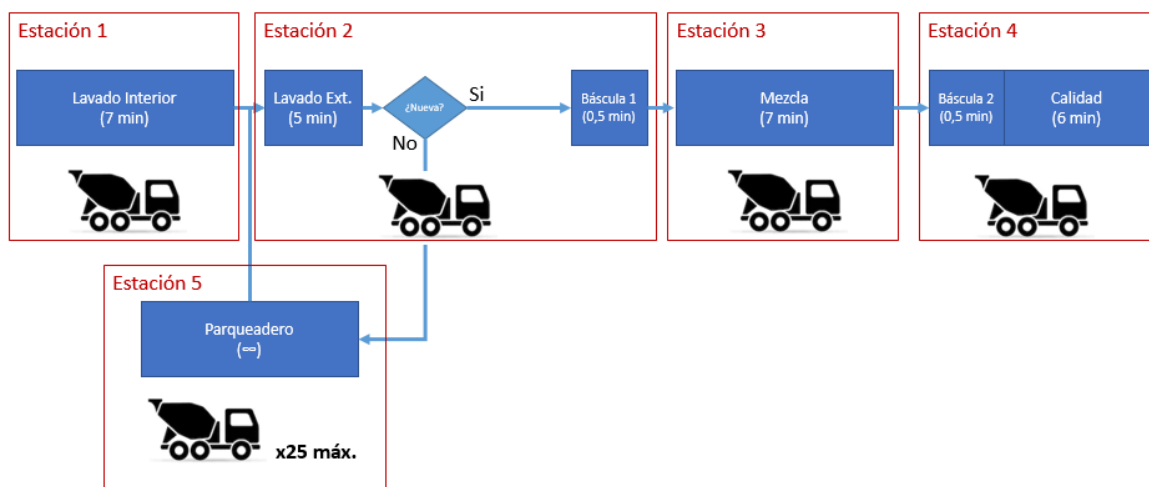 Estación 1
Lavado Interior
(7 min)
Estación 2
Lavado Ext.
(5 min)
¿Nueva?
Si
No
Báscula 1
(0,5 min)
Estación 3
Mezcla
(7 min)
Estación 4
Báscula 2
(0,5 min)
Calidad
(6 min)
Estación 5
Parqueadero
(∞)
x25 máx.